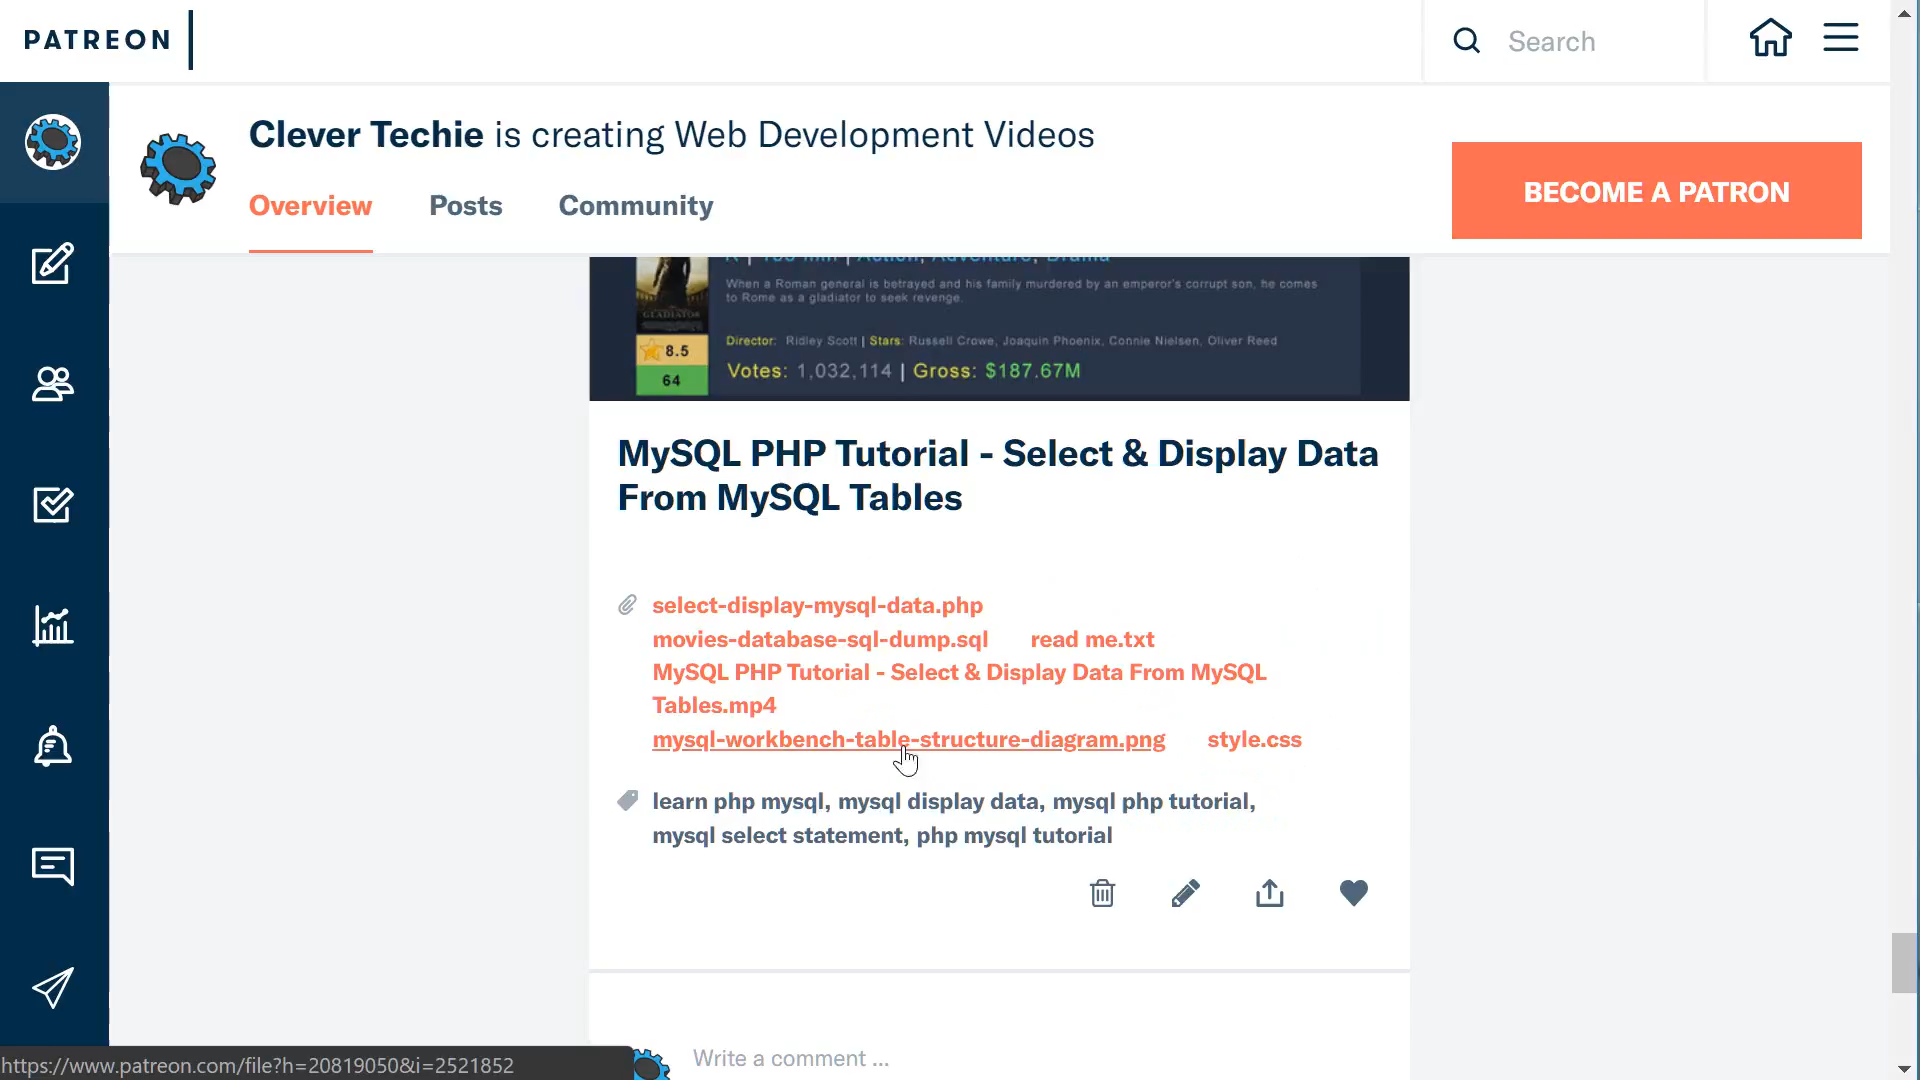 PATREON
Search
Clever Techie is creating Web Development Videos
Overview Posts Community
BECOME A PATRON
When a Roman general is betrayed and his family murdered by an emperor's corrupt son, he comes
to Rome as a gladiator to seek revenge.
GLADIATOR
8.5
64
Director: Ridley Scott | Stars: Russell Crowe, Joaquin Phoenix, Connie Nielsen, Oliver Reed
Votes: 1,032,114 | Gross: $187.67M
MySQL PHP Tutorial - Select & Display Data
From MySQL Tables
select-display-mysql-data.php
movies-database-sql-dump.sql read me.txt
MySQL PHP Tutorial - Select & Display Data From MySQL
Tables.mp4
mysql-workbench-table-structure-diagram.png style.css
learn php mysql, mysql display data, mysql php tutorial,
mysql select statement, php mysql tutorial
Write a comment ...
https://www.patreon.com/file?h=20819050&i=2521852